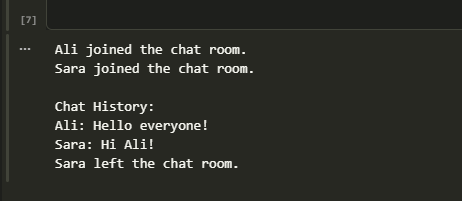 [7]
...
Ali joined the chat room.
Sara joined the chat room.

Chat History:
Ali: Hello everyone!
Sara: Hi Ali!
Sara left the chat room.